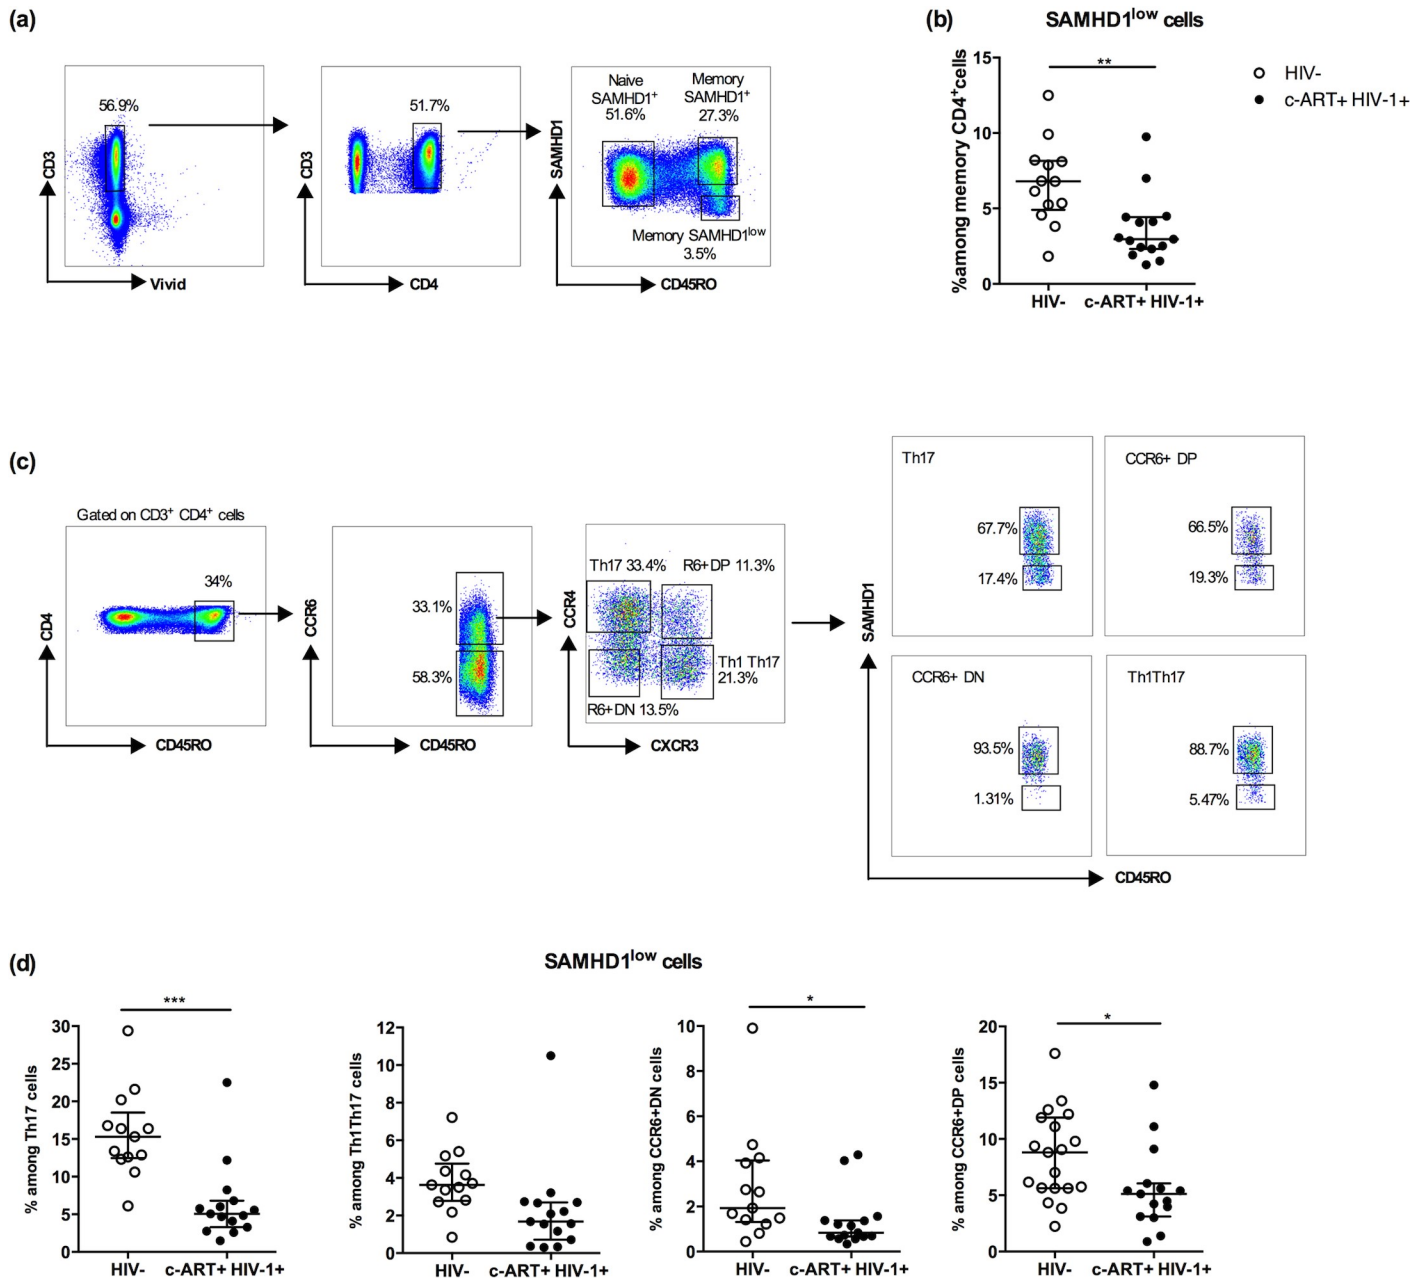 (a)
56.9%
CD3
Vivid
51.7%
CD3
CD4
Naive
SAMHD1+
51.6%
Memory
SAMHD1+
27.3%
Memory SAMHD1low
3.5%
SAMHD1
CD45RO
(b)
SAMHD1low cells
15
10
5
0
%among memory CD4+cells
**
HIV-
c-ART+ HIV-1+
HIV-
c-ART+ HIV-1+
(c)
Gated on CD3+ CD4+ cells
34%
CD4
CD45RO
33.1%
58.3%
CCR6
CD45RO
Th17 33.4%
R6+DP 11.3%
Th1 Th17
21.3%
R6+DN 13.5%
CCR4
CXCR3
Th17
67.7%
17.4%
CCR6+ DP
66.5%
19.3%
CCR6+ DN
93.5%
1.31%
Th1Th17
88.7%
5.47%
SAMHD1
CD45RO
(d)
SAMHD1low cells
***
30
25
20
15
10
5
0
% among Th17 cells
HIV-
c-ART+ HIV-1+
12
10
8
6
4
2
0
% among Th1Th17 cells
HIV-
c-ART+ HIV-1+
*
10
8
6
4
2
0
% among CCR6+DN cells
HIV-
c-ART+ HIV-1+
*
20
15
10
5
0
% among CCR6+DP cells
HIV-
c-ART+ HIV-1+